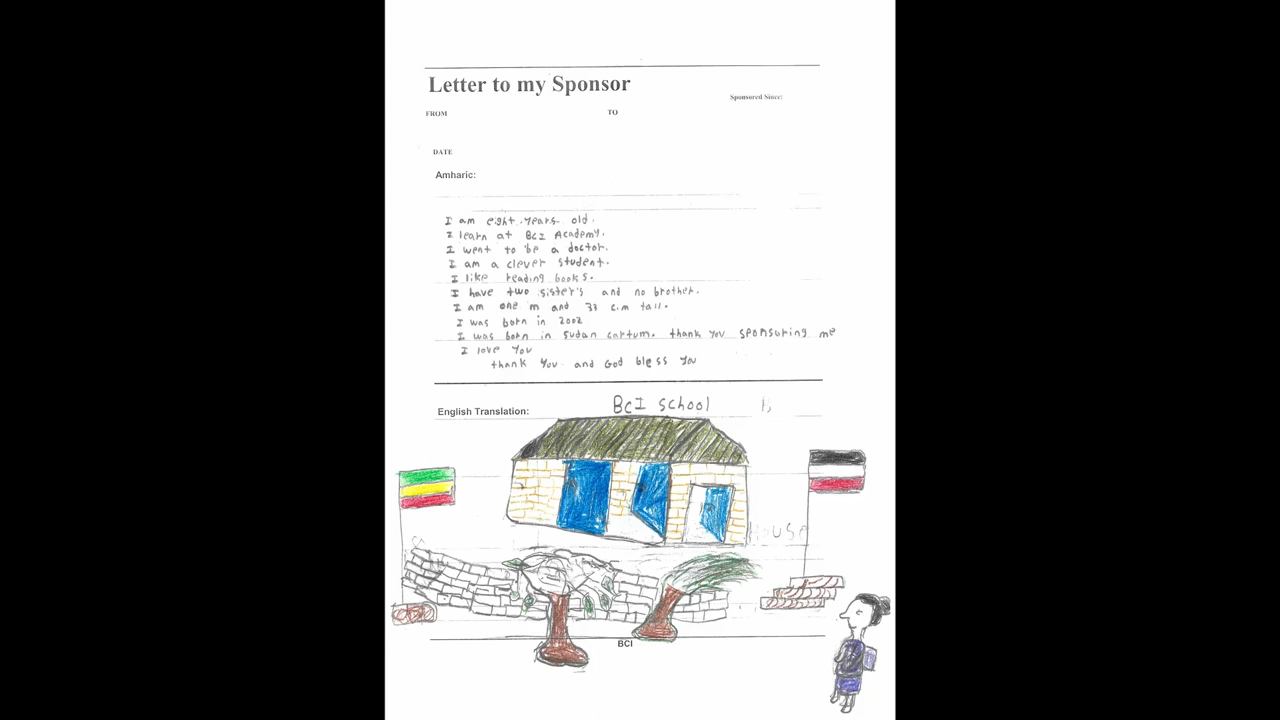 Letter to my Sponsor
Sponsored Since:
FROM
TO
DATE
Amharic:
I am eight years old.
I learn at BCI Academy.
I went to be a doctor.
I am a clever student.
I like reading books.
I have two sister's and no brother.
I am one m and 33 c.m tall.
I was born in 2002
I was born in sudan cartum. thank you sponsoring me
I love you
thank you and God bless you
English Translation:
BCI school
House
BCI